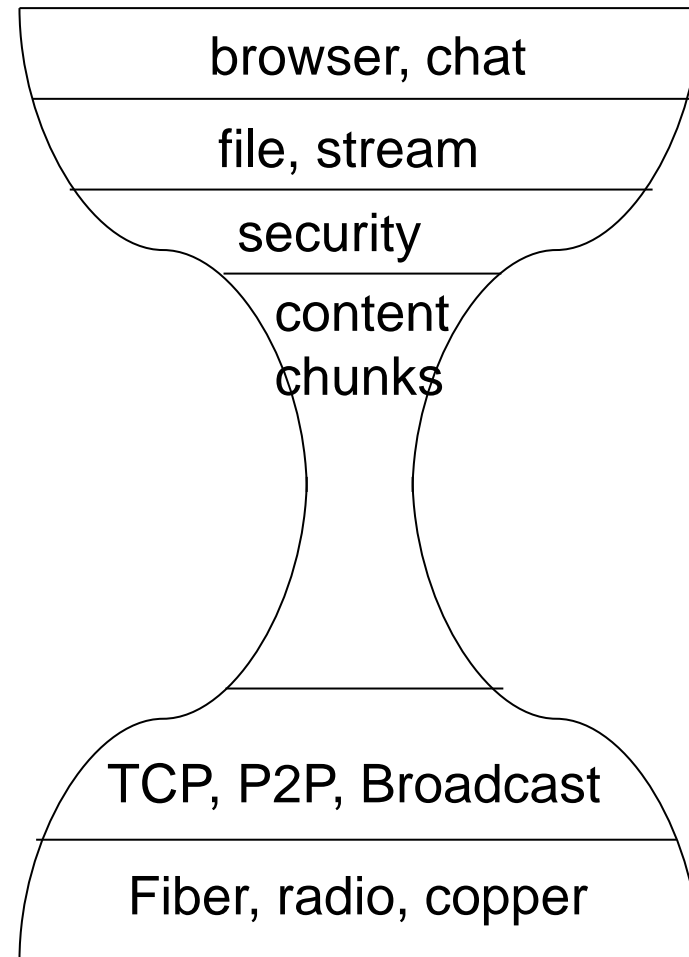 browser, chat
file, stream
security
content
chunks
TCP, P2P, Broadcast
Fiber, radio, copper